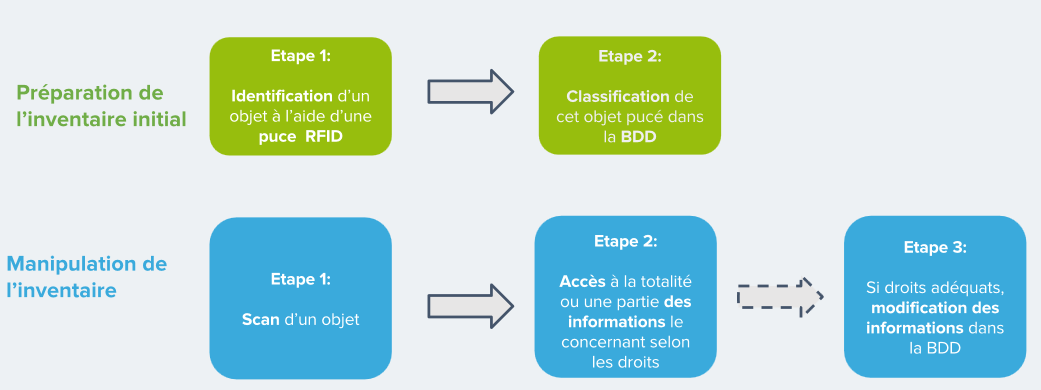 Préparation de
l'inventaire initial
Etape 1:
Identification d'un
objet à l'aide d'une
puce RFID
Etape 2:
Classification de
cet objet pucé dans
la BDD
Manipulation de
l'inventaire
Etape 1:
Scan d'un objet
Etape 2:
Accès à la totalité
ou une partie des
informations le
concernant selon
les droits
Etape 3:
Si droits adéquats,
modification des
informations dans
la BDD